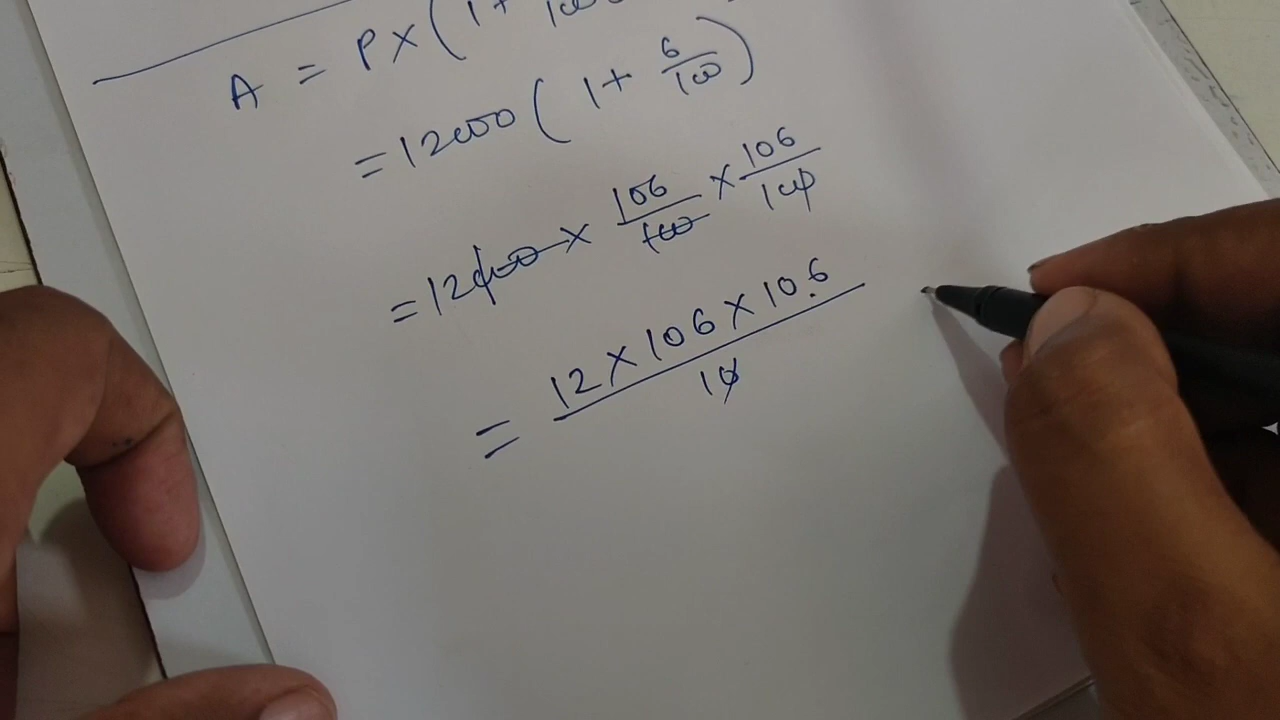 A = P × (1 + 
= 12000 ( 1 + 6/100 )
= 12000 × 106/100 × 106/100
= 12 × 106 × 10.6 / 10